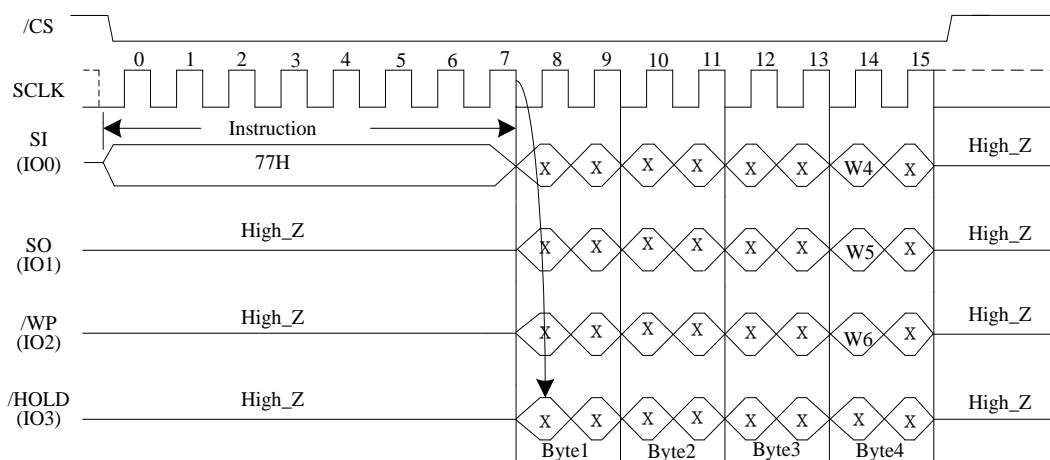 /CS
0 1 2 3 4 5 6 7 8 9 10 11 12 13 14 15
SCLK
Instruction
SI
(IO0)
77H
X X X X X X W4 X
High_Z
SO
(IO1)
High_Z
X X X X X X W5 X
High_Z
/WP
(IO2)
High_Z
X X X X X X W6 X
High_Z
/HOLD
(IO3)
High_Z
X X X X X X X X
High_Z
Byte1 Byte2 Byte3 Byte4